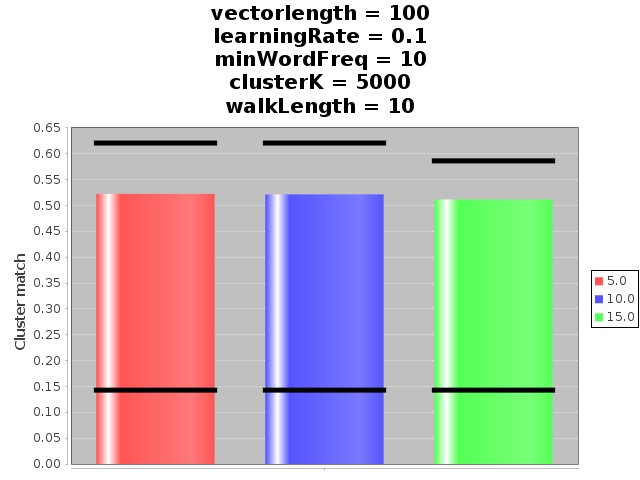 vectorlength = 100
learningRate = 0.1
minWordFreq = 10
clusterK = 5000
walkLength = 10
0.65
0.60
0.55
0.50
0.45
0.40
0.35
0.30
0.25
0.20
0.15
0.10
0.05
0.00
Cluster match
5.0
10.0
15.0